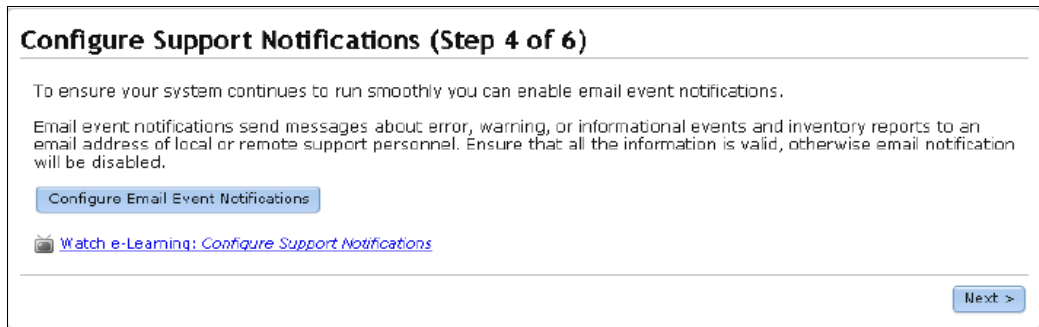 Configure Support Notifications (Step 4 of 6)
To ensure your system continues to run smoothly you can enable email event notifications.
Email event notifications send messages about error, warning, or informational events and inventory reports to an
email address of local or remote support personnel. Ensure that all the information is valid, otherwise email notification
will be disabled.
Configure Email Event Notifications
Watch e-Learning: Configure Support Notifications
Next >